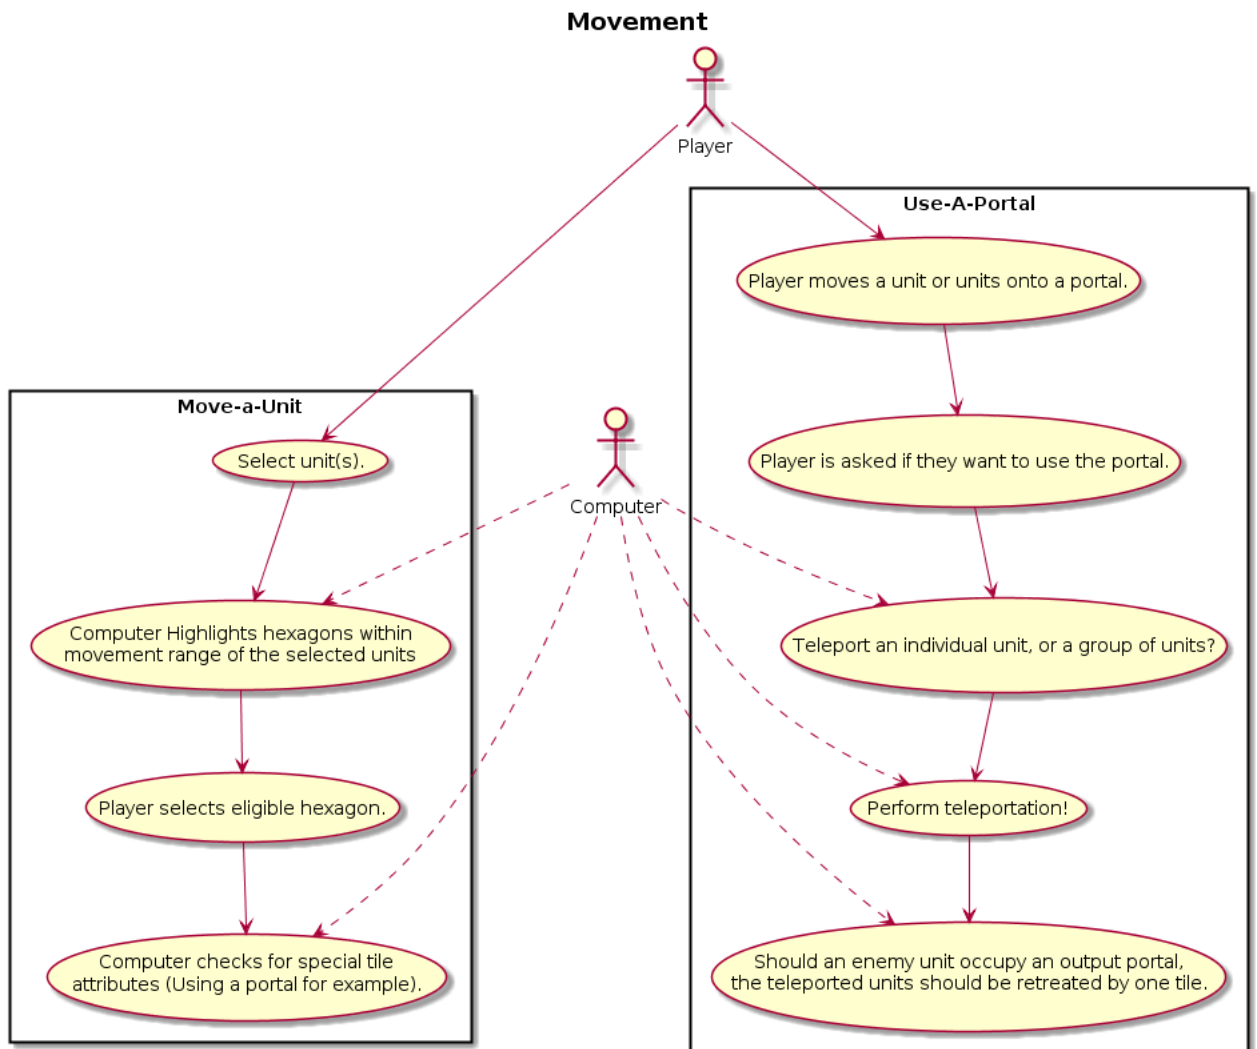 Movement
Player
Use-A-Portal
Player moves a unit or units onto a portal.
Move-a-Unit
Select unit(s).
Computer
Player is asked if they want to use the portal.
Computer Highlights hexagons within
movement range of the selected units
Teleport an individual unit, or a group of units?
Player selects eligible hexagon.
Perform teleportation!
Computer checks for special tile
attributes (Using a portal for example).
Should an enemy unit occupy an output portal,
the teleported units should be retreated by one tile.